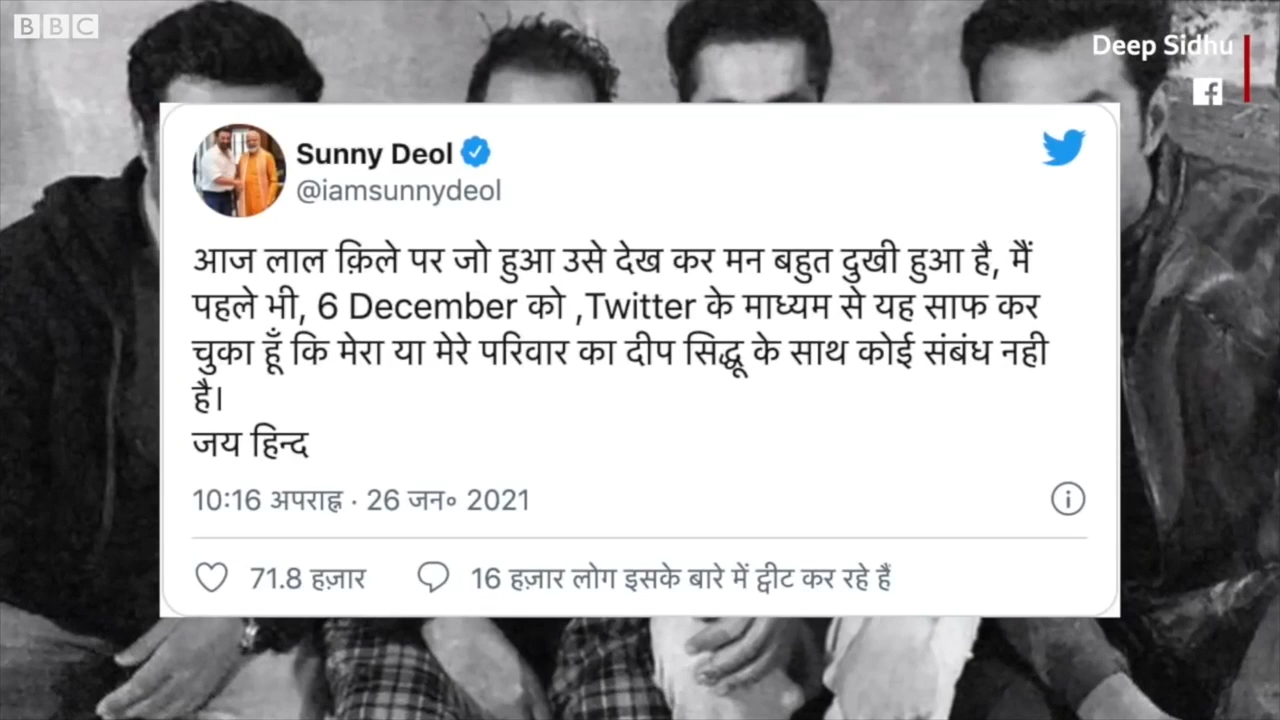 BBC
Deep Sidhu
Sunny Deol
@iamsunnydeol
आज लाल क़िले पर जो हुआ उसे देख कर मन बहुत दुखी हुआ है, मैं
पहले भी, 6 December को ,Twitter के माध्यम से यह साफ कर
चुका हूँ कि मेरा या मेरे परिवार का दीप सिद्धू के साथ कोई संबंध नही
है।
जय हिन्द
10:16 अपराह्न · 26 जन॰ 2021
71.8 हज़ार
16 हज़ार लोग इसके बारे में ट्वीट कर रहे हैं